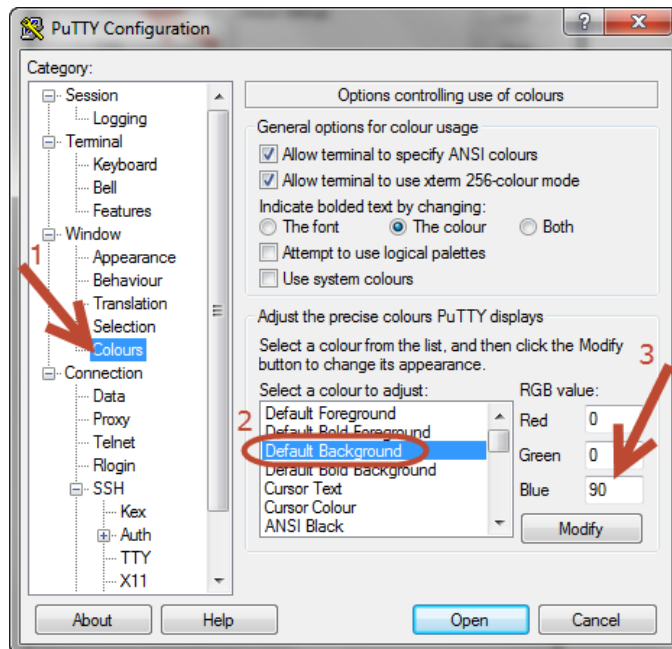 PuTTY Configuration
?
X
Category:
Session
Logging
Terminal
Keyboard
Bell
Features
Window
1
Appearance
Behaviour
Translation
Selection
Colours
Connection
Data
Proxy
Telnet
Rlogin
SSH
Kex
Auth
TTY
X11
Options controlling use of colours
General options for colour usage
Allow terminal to specify ANSI colours
Allow terminal to use xterm 256-colour mode
Indicate bolded text by changing:
The font The colour Both
Attempt to use logical palettes
Use system colours
Adjust the precise colours PuTTY displays
Select a colour from the list, and then click the Modify
button to change its appearance.
3
Select a colour to adjust:
2
Default Foreground
Default Bold Foreground
Default Background
Default Bold Background
Cursor Text
Cursor Colour
ANSI Black
RGB value:
Red 0
Green 0
Blue 90
Modify
About Help Open Cancel